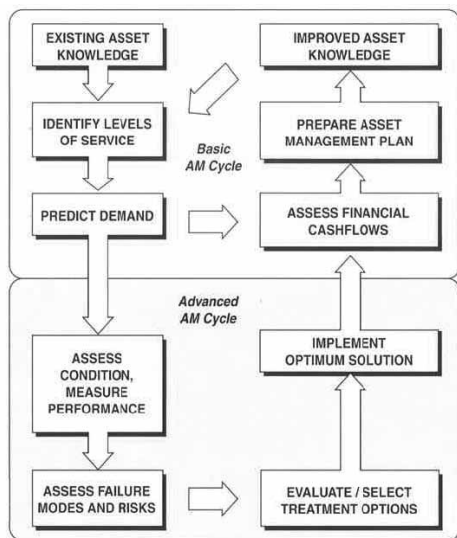 EXISTING ASSET
KNOWLEDGE
IMPROVED ASSET
KNOWLEDGE
IDENTIFY LEVELS
OF SERVICE
Basic
AM Cycle
PREPARE ASSET
MANAGEMENT PLAN
PREDICT DEMAND
ASSESS FINANCIAL
CASHFLOWS
Advanced
AM Cycle
ASSESS
CONDITION,
MEASURE
PERFORMANCE
IMPLEMENT
OPTIMUM SOLUTION
ASSESS FAILURE
MODES AND RISKS
EVALUATE / SELECT
TREATMENT OPTIONS